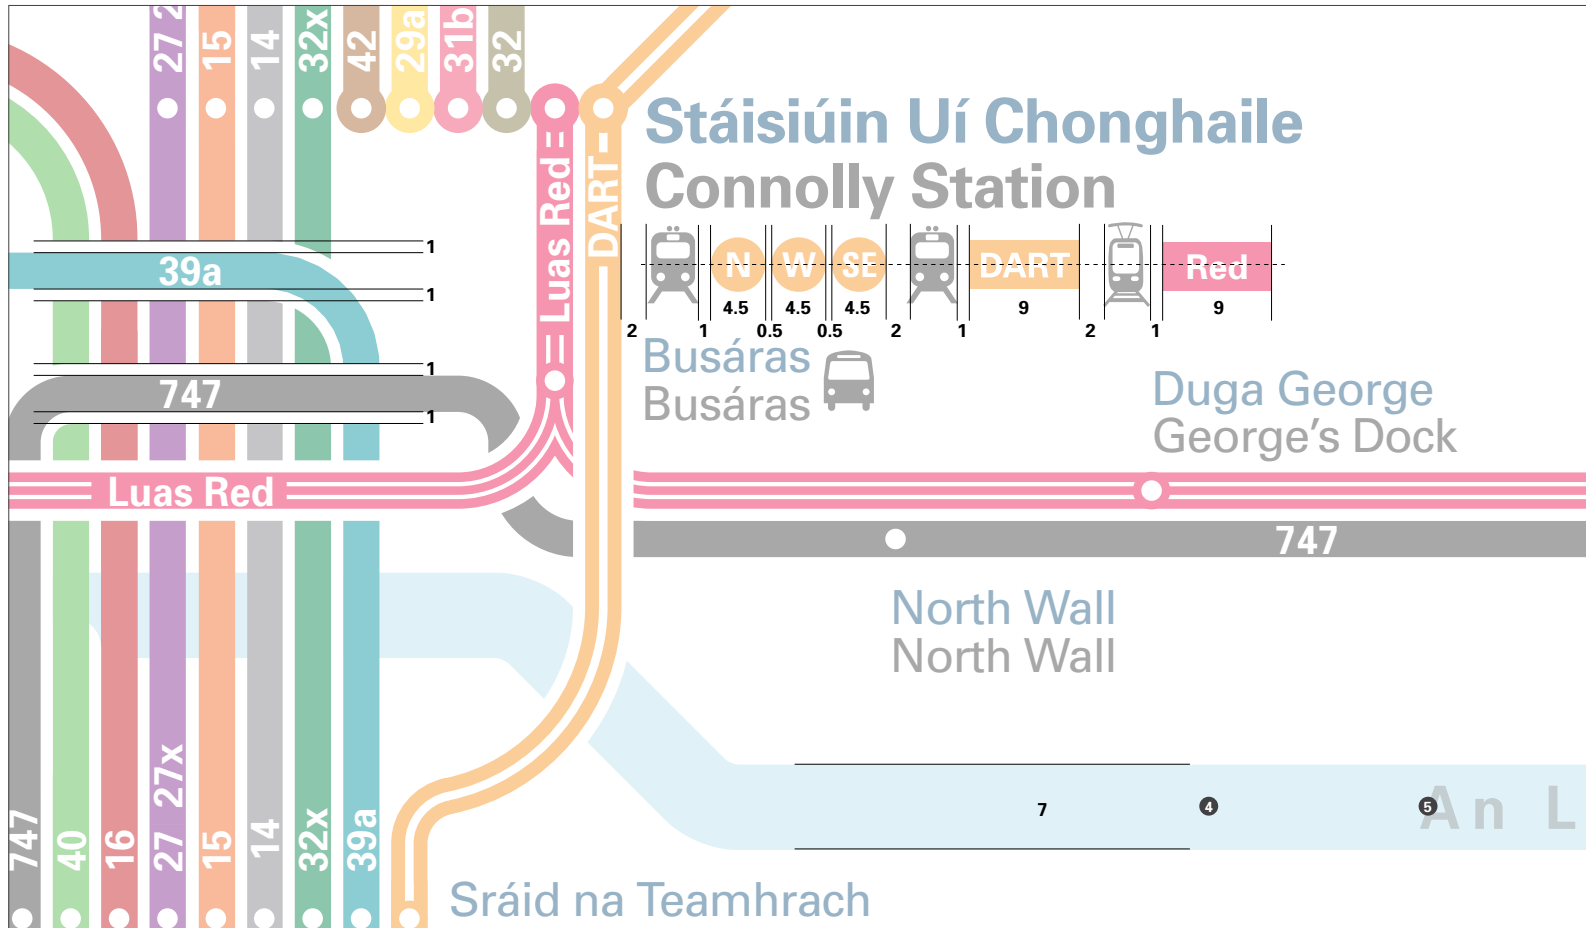 27 2
15
14
32x
42
29a
31b
32
Stáisiúin Uí Chonghaile
Connolly Station
Luas Red
DART
N W SE DART Red
4.5 4.5 4.5 9 9
2 1 0.5 0.5 2 1 2 1
1
39a
1
Busáras
Busáras
1
747
1
Duga George
George's Dock
Luas Red
747
North Wall
North Wall
7 4 5 An L
747
40
16
27 27x
15
14
32x
39a
Sráid na Teamhrach